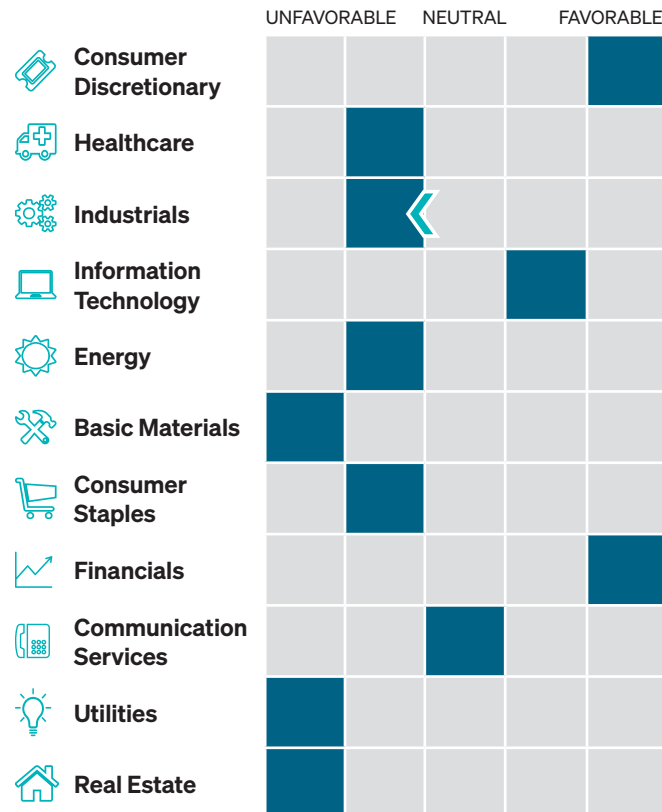 UNFAVORABLE NEUTRAL FAVORABLE
Consumer
Discretionary
Healthcare
Industrials
Information
Technology
Energy
Basic Materials
Consumer
Staples
Financials
Communication
Services
Utilities
Real Estate